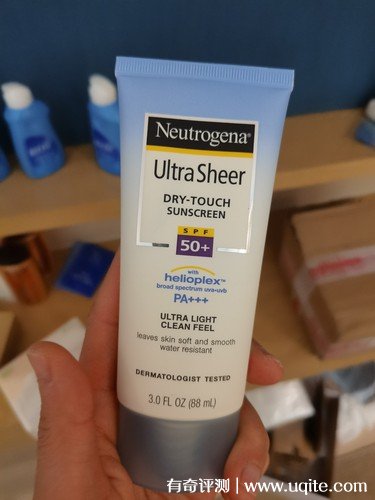 Neutrogena®
Ultra Sheer
DRY-TOUCH
SUNSCREEN
SPF
50+
with
helioplex™
broad spectrum uva-uvb
PA+++
ULTRA LIGHT
CLEAN FEEL
leaves skin soft and smooth
water resistant
DERMATOLOGIST TESTED
3.0 FL OZ (88 mL)
有奇评测 | www.uqite.com